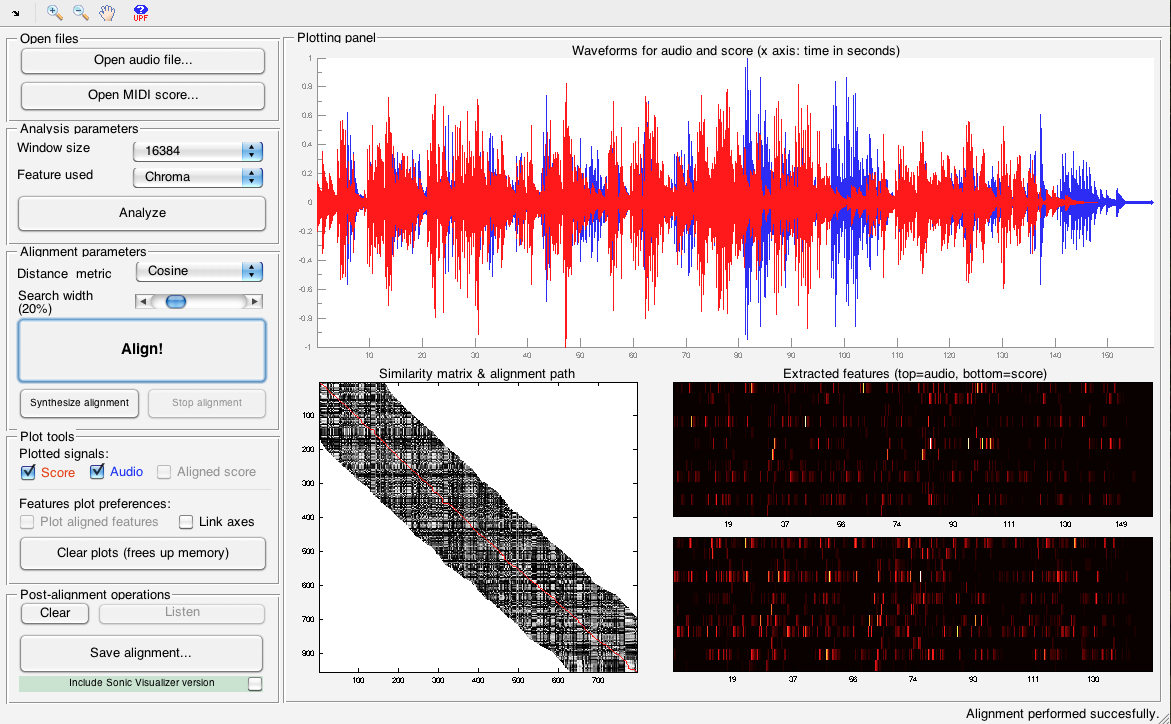 UPF
Open files
Open audio file...
Open MIDI score...
Analysis parameters
Window size
16384
Feature used
Chroma
Analyze
Alignment parameters
Distance metric
Cosine
Search width
(20%)
Align!
Synthesize alignment
Stop alignment
Plot tools
Plotted signals:
Score
Audio
Aligned score
Features plot preferences:
Plot aligned features
Link axes
Clear plots (frees up memory)
Post-alignment operations
Clear
Listen
Save alignment...
Include Sonic Visualizer version
Plotting panel
Waveforms for audio and score (x axis: time in seconds)
1
0.8
0.6
0.4
0.2
0
-0.2
-0.4
-0.6
-0.8
-1
10 20 30 40 50 60 70 80 90 100 110 120 130 140 150
Similarity matrix & alignment path
100
200
300
400
500
600
700
800
100 200 300 400 500 600 700
Extracted features (top=audio, bottom=score)
19 37 56 74 93 111 130 149
19 37 56 74 93 111 130
Alignment performed succesfully.